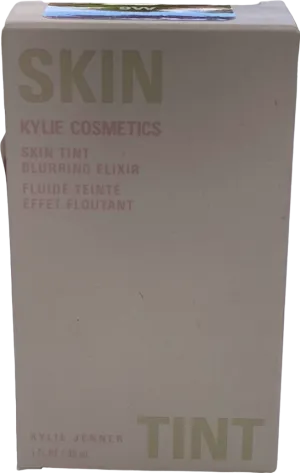 SKIN
KYLIE COSMETICS
SKIN TINT
BLURRING ELIXIR
FLUIDE TEINTÉ
EFFET FLOUTANT
KYLIE JENNER
TINT